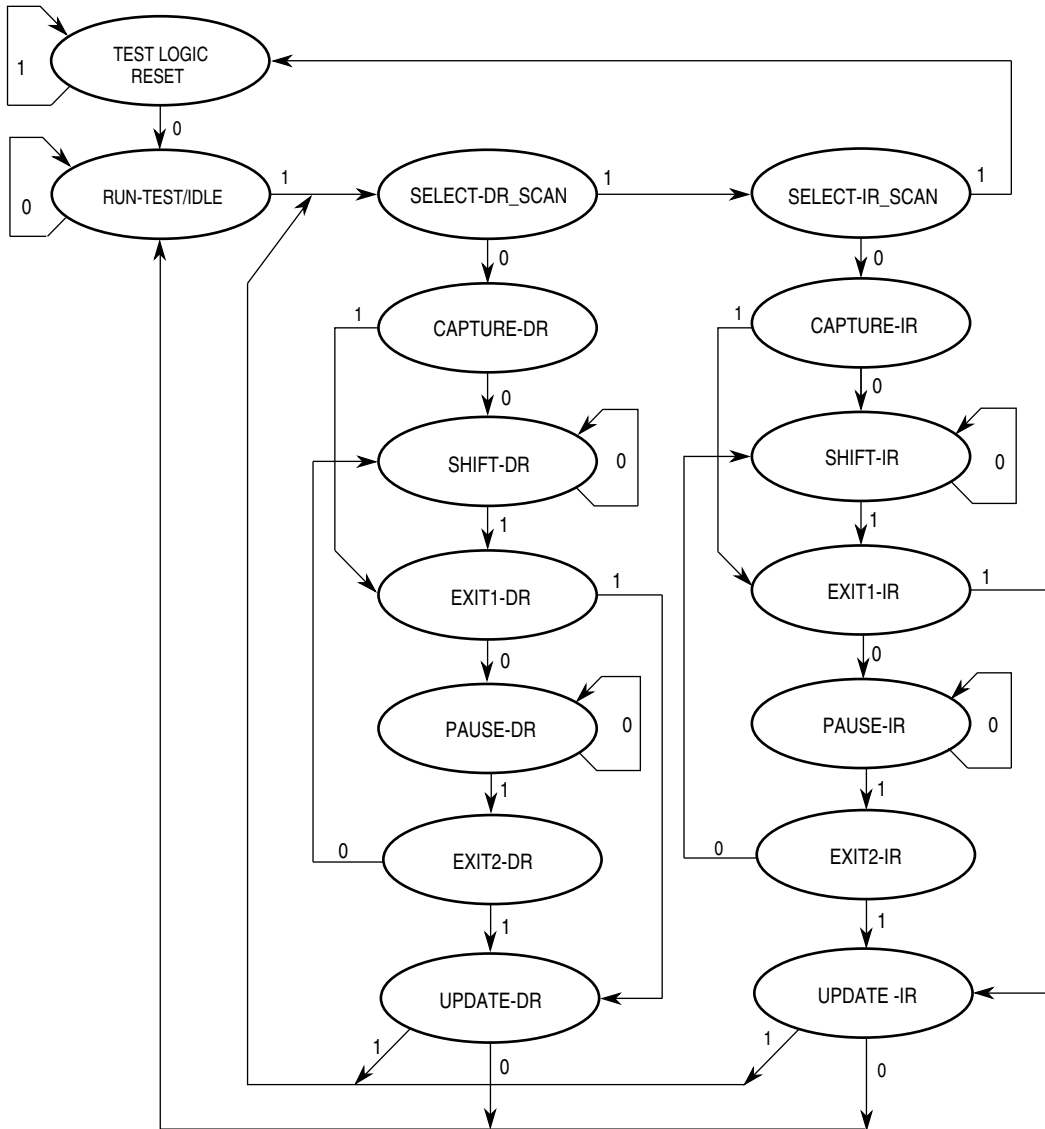 TEST LOGIC
RESET
1
0
RUN-TEST/IDLE
0
1
SELECT-DR_SCAN
1
SELECT-IR_SCAN
1
0
0
CAPTURE-DR
1
CAPTURE-IR
1
0
0
SHIFT-DR
0
SHIFT-IR
0
1
1
EXIT1-DR
1
EXIT1-IR
1
0
0
PAUSE-DR
0
PAUSE-IR
0
1
1
EXIT2-DR
0
EXIT2-IR
0
1
1
UPDATE-DR
UPDATE -IR
1
0
1
0